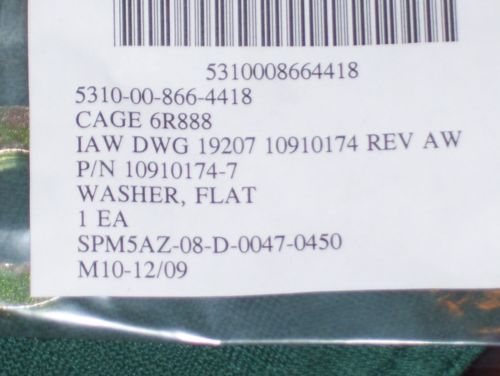 5310008664418
5310-00-866-4418
CAGE 6R888
IAW DWG 19207 10910174 REV AW
P/N 10910174-7
WASHER, FLAT
1 EA
SPM5AZ-08-D-0047-0450
M10-12/09